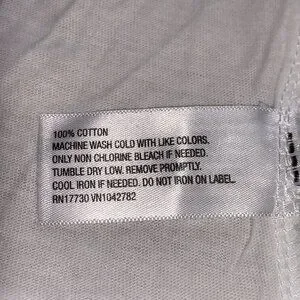 100% COTTON
MACHINE WASH COLD WITH LIKE COLORS.
ONLY NON CHLORINE BLEACH IF NEEDED.
TUMBLE DRY LOW. REMOVE PROMPTLY.
COOL IRON IF NEEDED. DO NOT IRON ON LABEL.
RN17730 VN1042782